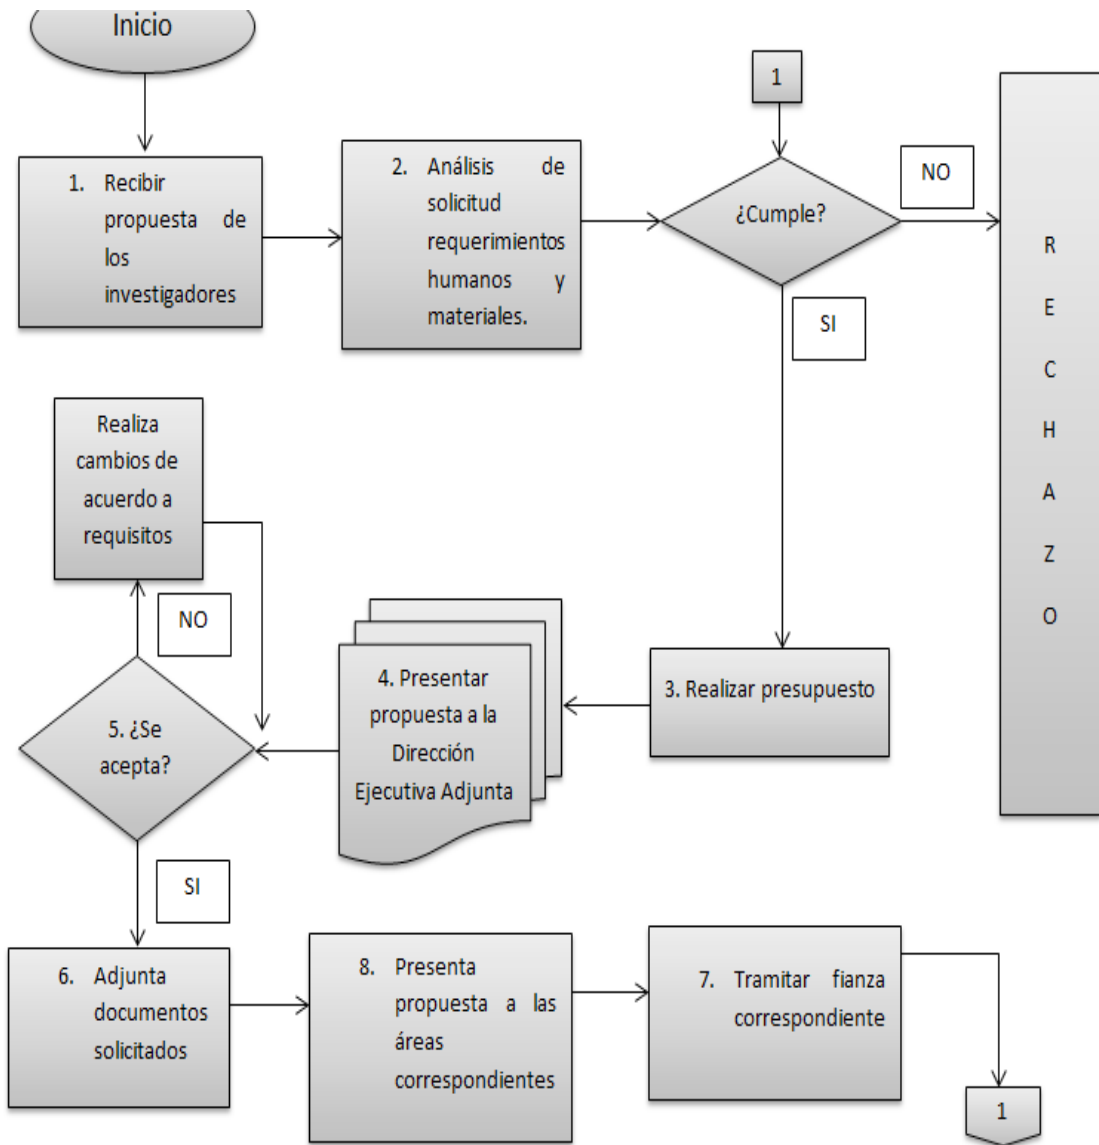 Inicio
1. Recibir
propuesta de
los
investigadores
2. Análisis de
solicitud
requerimientos
humanos y
materiales.
1
¿Cumple?
NO
SI
R
E
C
H
A
Z
O
Realiza
cambios de
acuerdo a
requisitos
NO
5. ¿Se
acepta?
SI
4. Presentar
propuesta a la
Dirección
Ejecutiva Adjunta
3. Realizar presupuesto
6. Adjunta
documentos
solicitados
8. Presenta
propuesta a las
áreas
correspondientes
7. Tramitar fianza
correspondiente
1